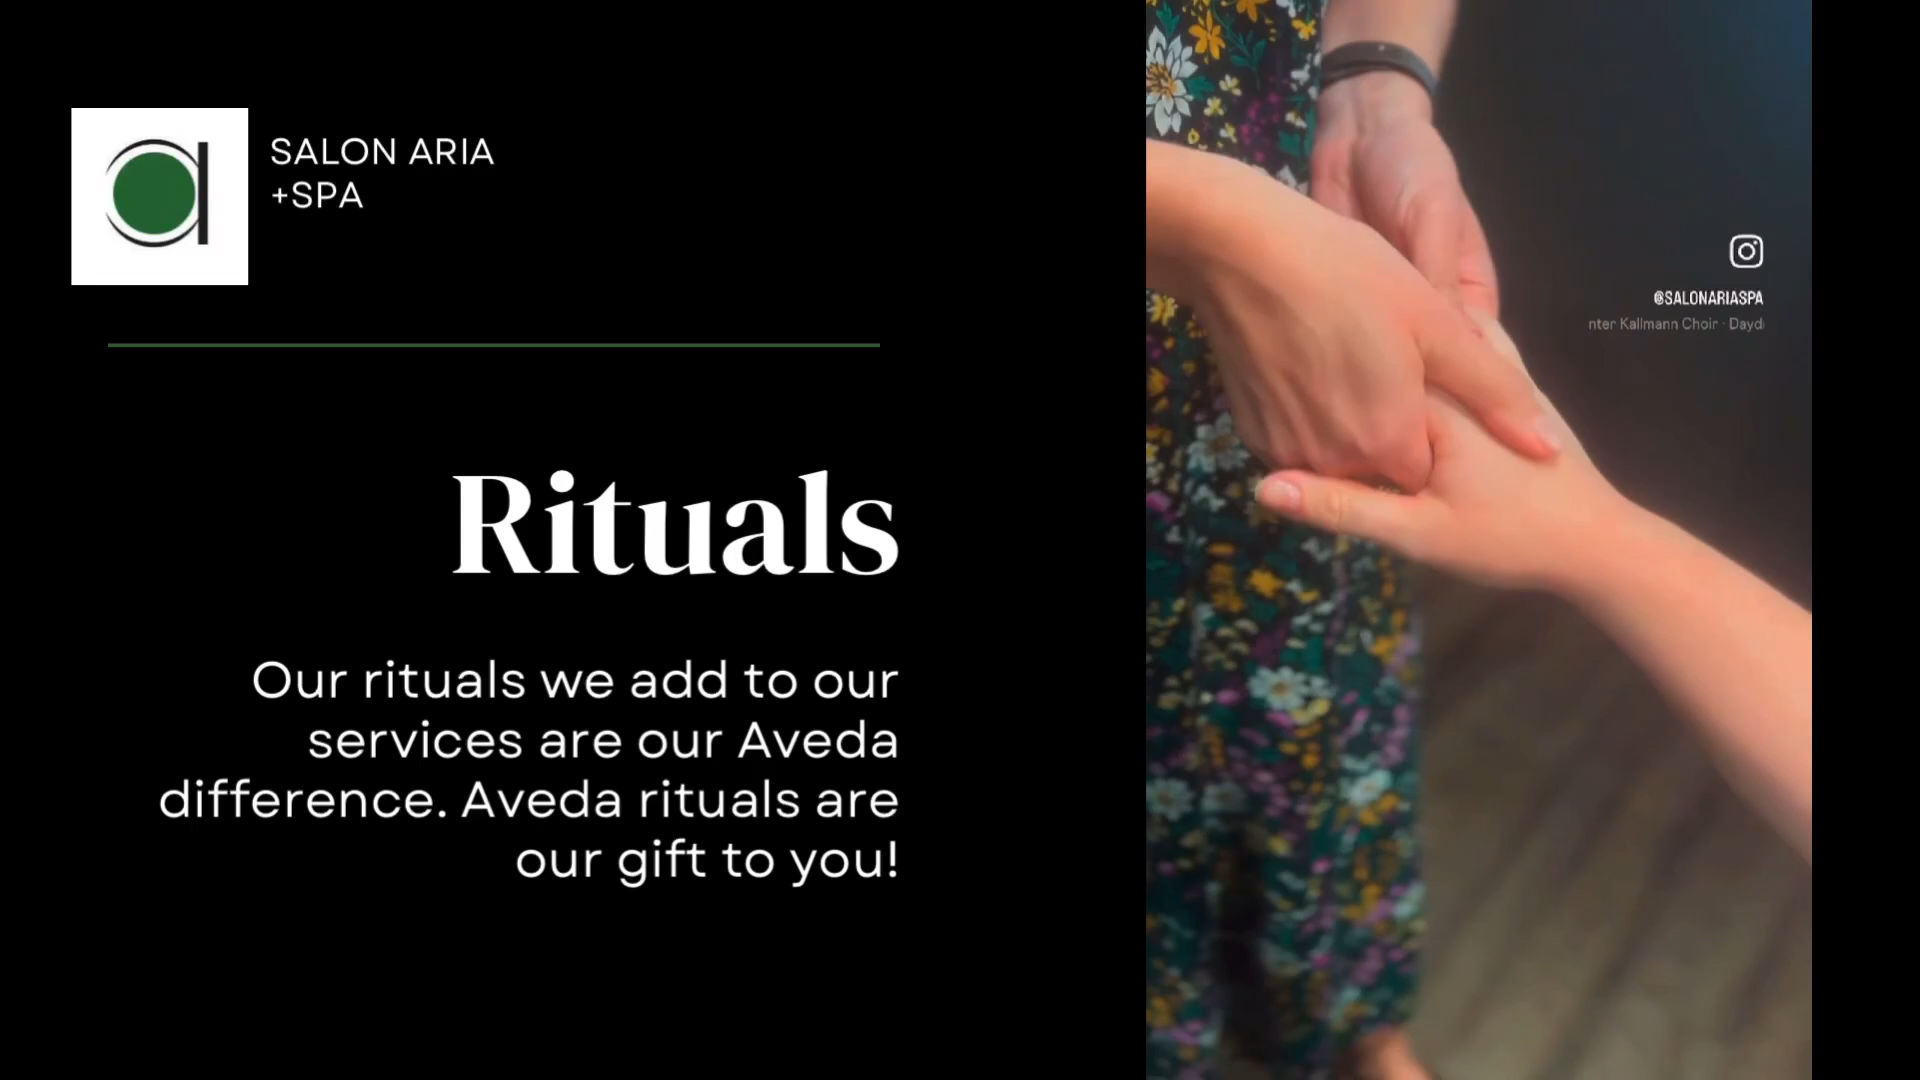 SALON ARIA
+SPA
Rituals
Our rituals we add to our
services are our Aveda
difference. Aveda rituals are
our gift to you!
@SALONARIASPA
nter Kallmann Choir · Dayd